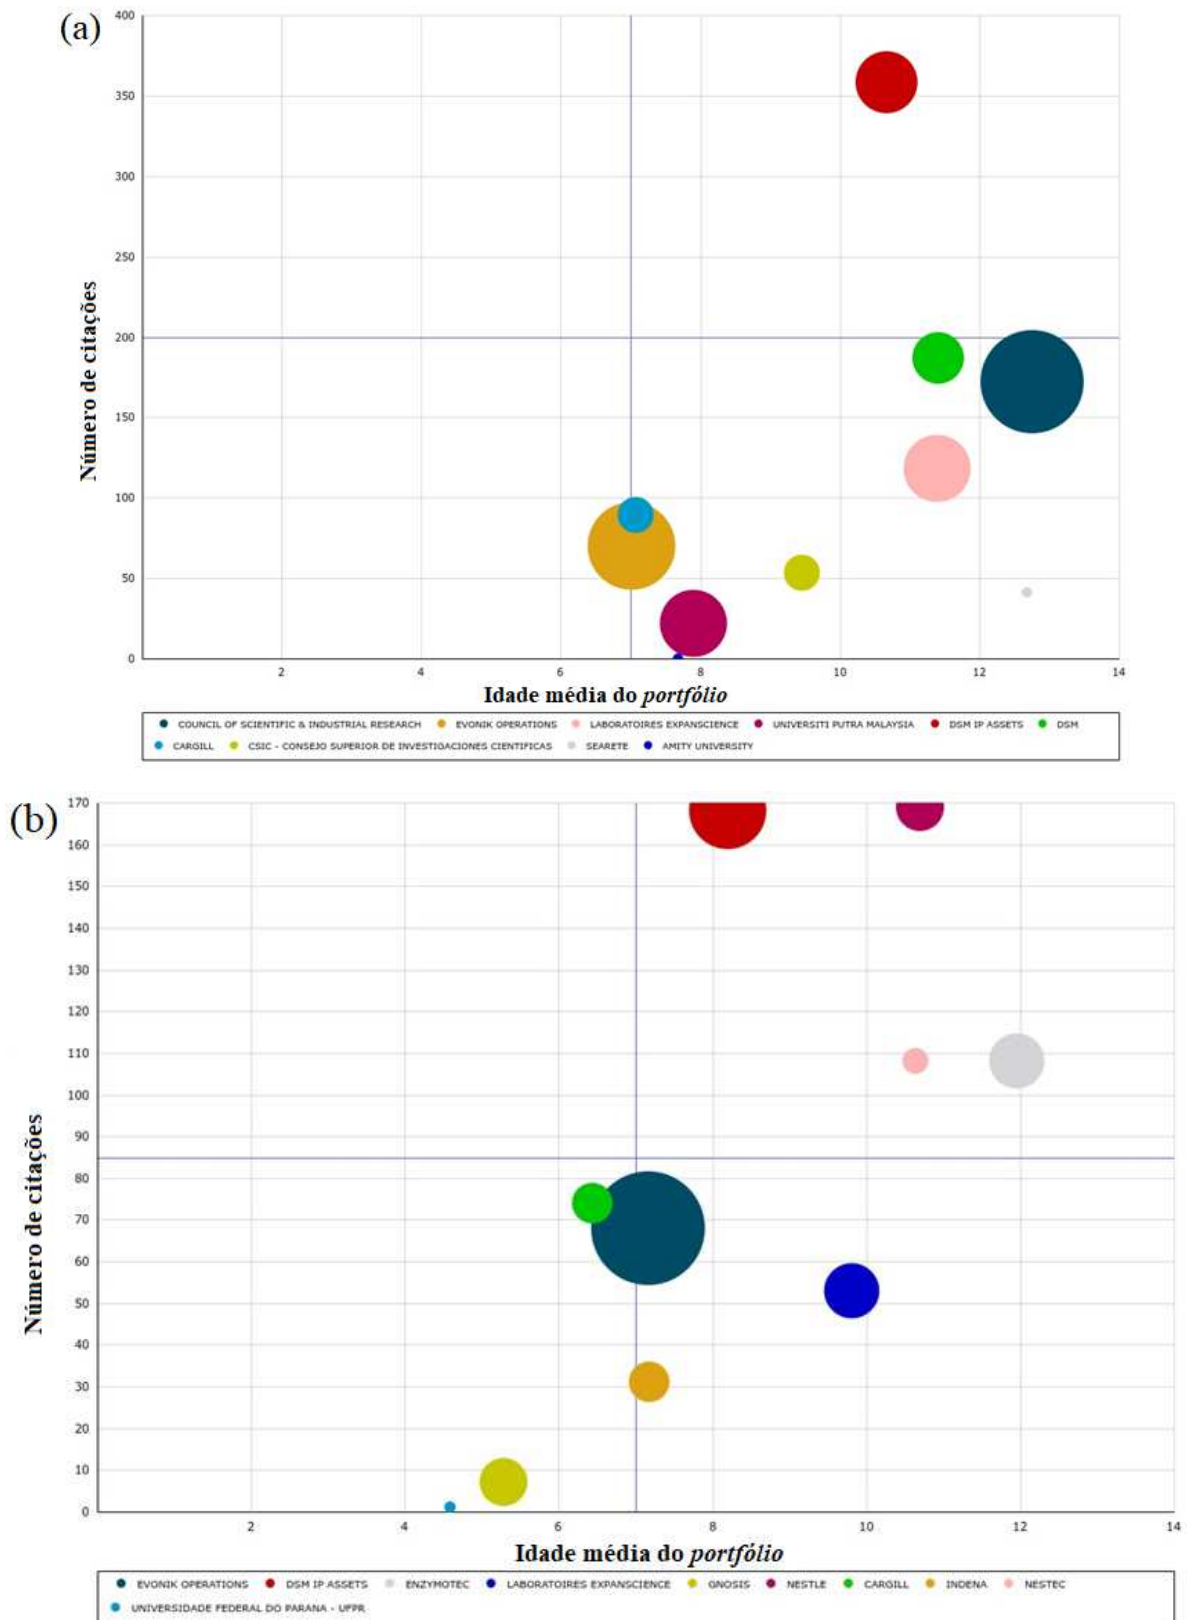 (a)
400
350
300
250
200
150
100
50
0
Número de citações
2 4 6 8 10 12 14
Idade média do portfólio
COUNCIL OF SCIENTIFIC & INDUSTRIAL RESEARCH EVONIK OPERATIONS LABORATOIRES EXPANSCIENCE UNIVERSITI PUTRA MALAYSIA DSM IP ASSETS DSM
CARGILL CSIC - CONSEJO SUPERIOR DE INVESTIGACIONES CIENTIFICAS SEARETE AMITY UNIVERSITY
(b)
170
160
150
140
130
120
110
100
90
80
70
60
50
40
30
20
10
0
Número de citações
2 4 6 8 10 12 14
Idade média do portfólio
EVONIK OPERATIONS DSM IP ASSETS ENZYMOTEC LABORATOIRES EXPANSCIENCE GNOSIS NESTLE CARGILL INDENA NESTEC
UNIVERSIDADE FEDERAL DO PARANA - UFPR